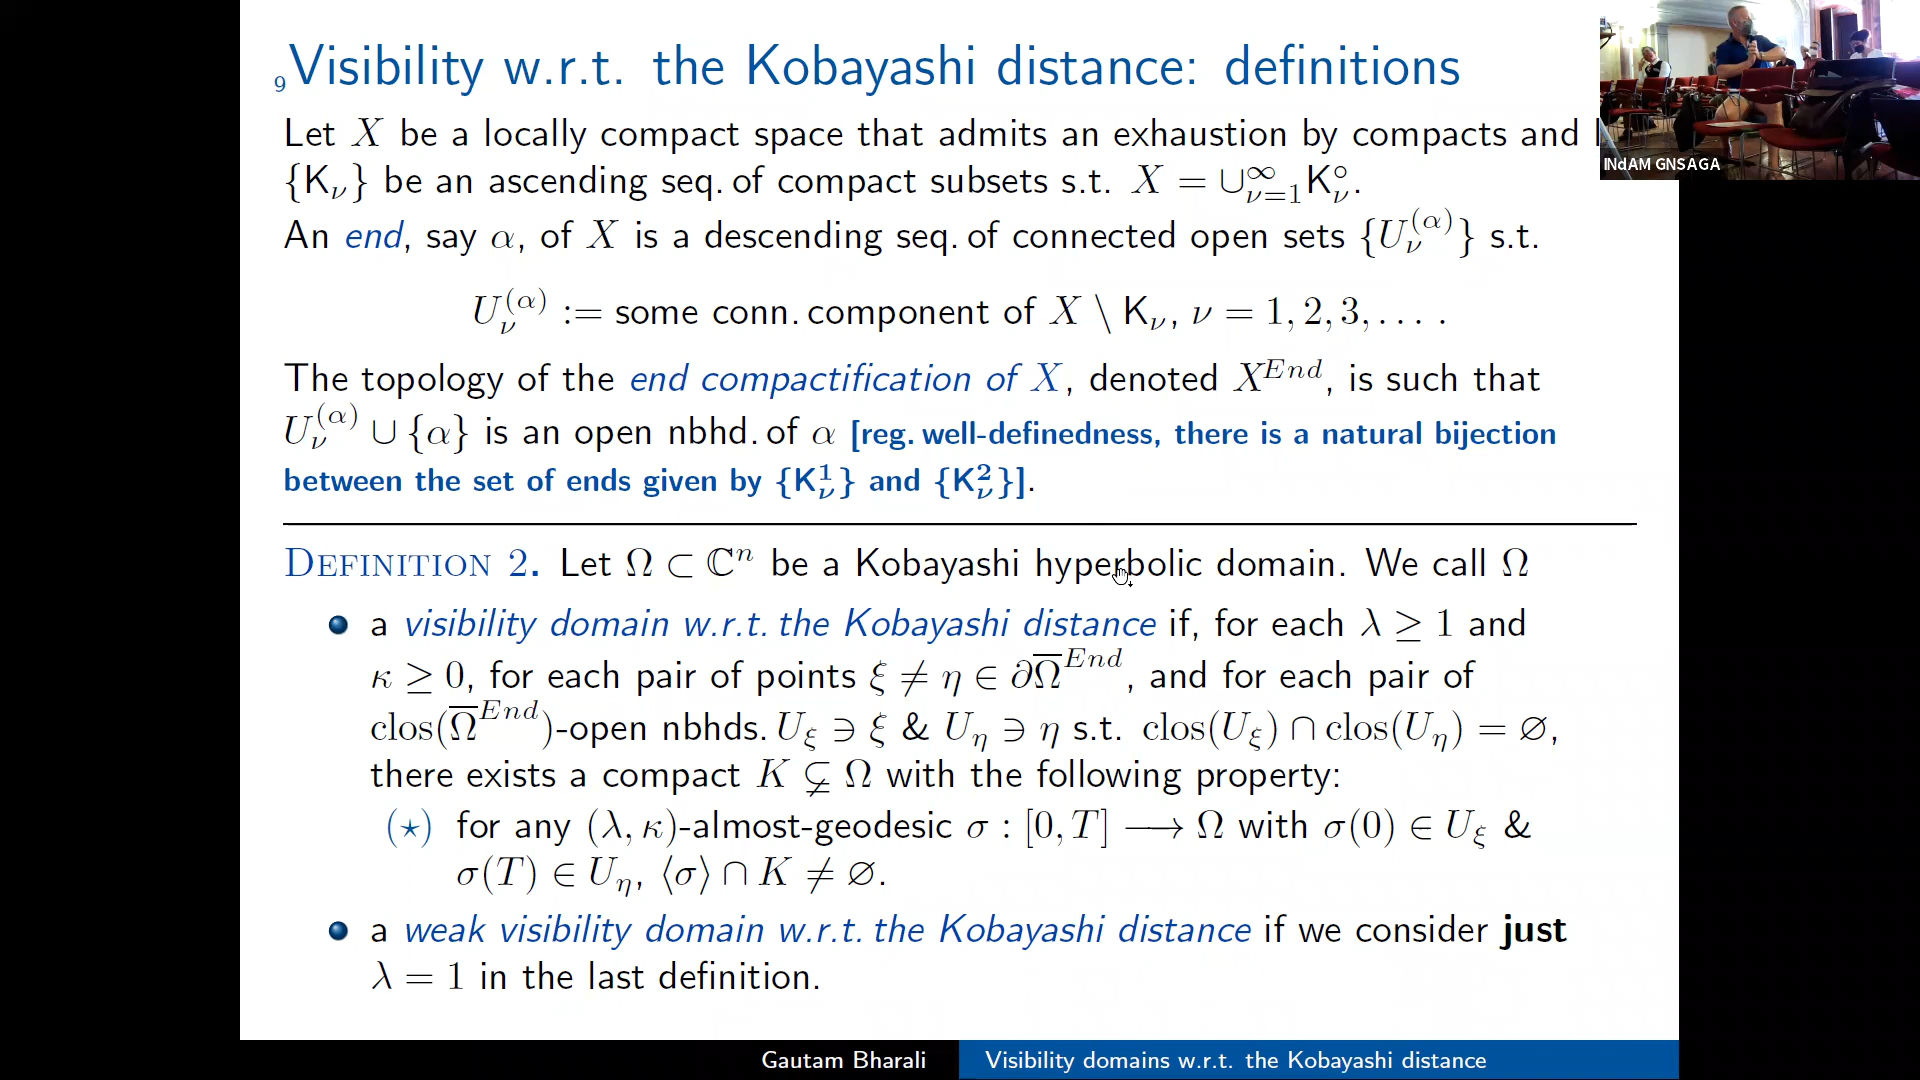 9 Visibility w.r.t. the Kobayashi distance: definitions
Let X be a locally compact space that admits an exhaustion by compacts and
{K_ν} be an ascending seq. of compact subsets s.t. X = ∪_{ν=1}^∞ K_ν^∘.
An end, say α, of X is a descending seq. of connected open sets {U_ν^{(α)}} s.t.
U_ν^{(α)} := some conn. component of X \ K_ν, ν = 1, 2, 3, . . . .
The topology of the end compactification of X, denoted X^{End}, is such that
U_ν^{(α)} ∪ {α} is an open nbhd. of α [reg. well-definedness, there is a natural bijection
between the set of ends given by {K_ν^1} and {K_ν^2}].
DEFINITION 2. Let Ω ⊂ ℂ^n be a Kobayashi hyperbolic domain. We call Ω
a visibility domain w.r.t. the Kobayashi distance if, for each λ ≥ 1 and
κ ≥ 0, for each pair of points ξ ≠ η ∈ ∂Ω̅^{End}, and for each pair of
clos(Ω̅^{End})-open nbhds. U_ξ ∋ ξ & U_η ∋ η s.t. clos(U_ξ) ∩ clos(U_η) = ∅,
there exists a compact K ⊊ Ω with the following property:
(⋆) for any (λ, κ)-almost-geodesic σ : [0, T] ⟶ Ω with σ(0) ∈ U_ξ &
σ(T) ∈ U_η, ⟨σ⟩ ∩ K ≠ ∅.
a weak visibility domain w.r.t. the Kobayashi distance if we consider just
λ = 1 in the last definition.
Gautam Bharali
Visibility domains w.r.t. the Kobayashi distance
INdAM GNSAGA